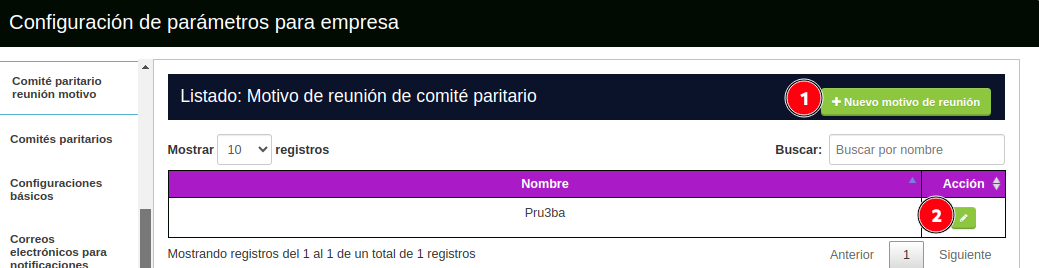 Configuración de parámetros para empresa
Comité paritario
reunión motivo
Comités paritarios
Configuraciones
básicos
Correos
electrónicos para
notificaciones
Listado: Motivo de reunión de comité paritario
1
Nuevo motivo de reunión
Mostrar 10 registros
Buscar: Buscar por nombre
Nombre Acción
Pru3ba
2
Mostrando registros del 1 al 1 de un total de 1 registros
Anterior 1 Siguiente